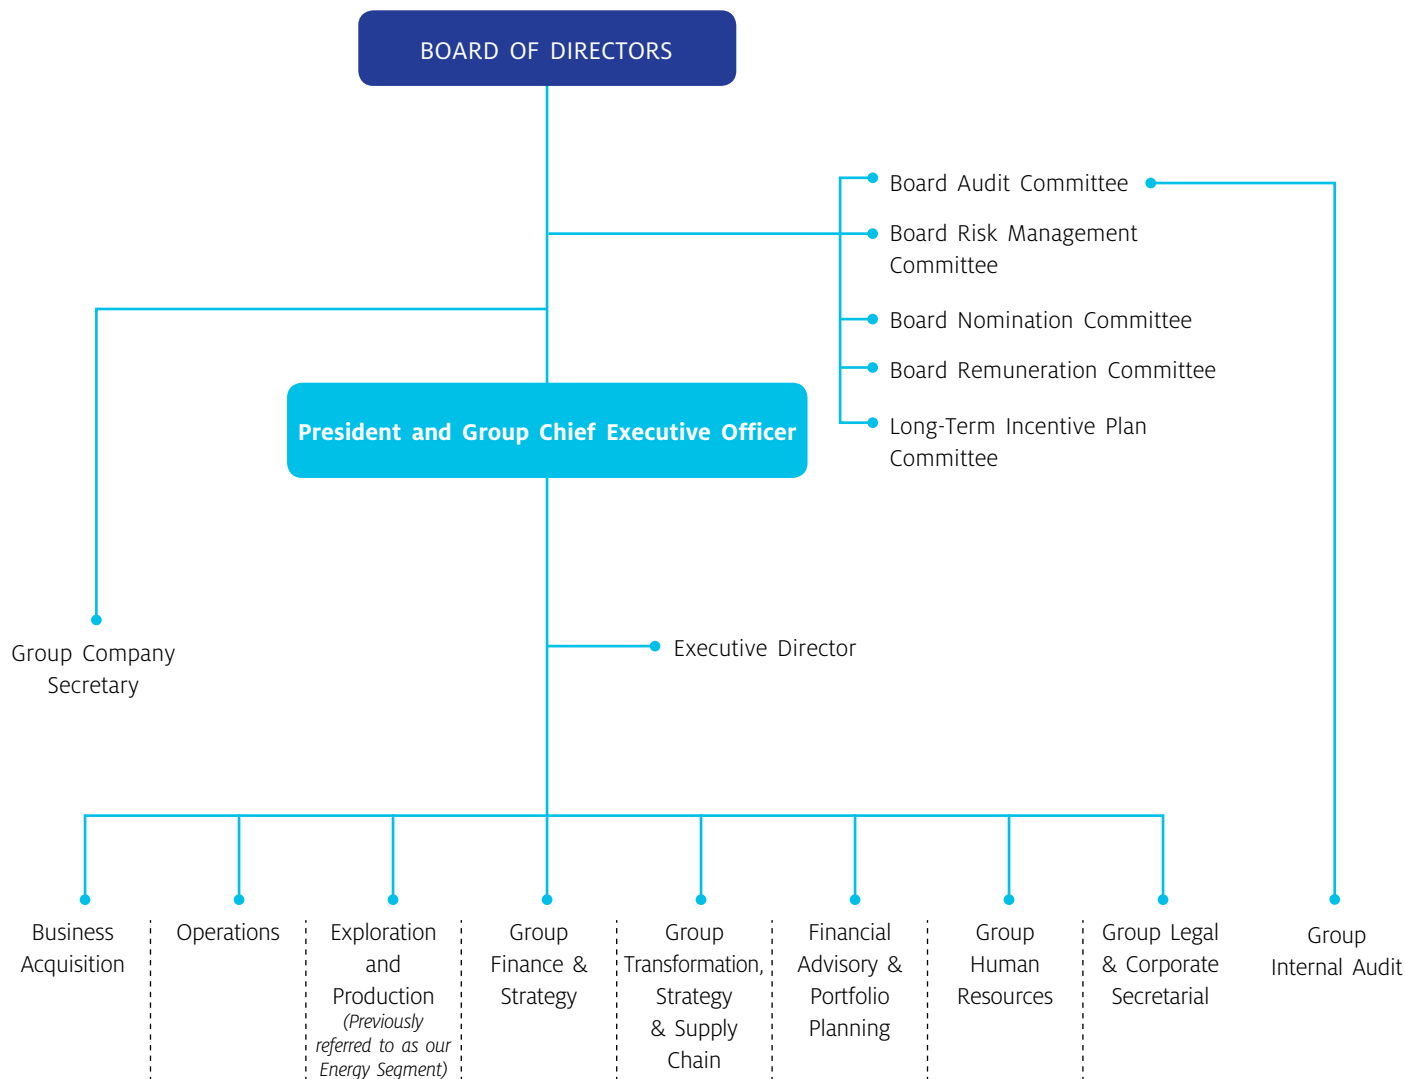 BOARD OF DIRECTORS
Board Audit Committee
Board Risk Management
Committee
Board Nomination Committee
Board Remuneration Committee
Long-Term Incentive Plan
Committee
President and Group Chief Executive Officer
Group Company
Secretary
Executive Director
Business
Acquisition
Operations
Exploration
and
Production
(Previously
referred to as our
Energy Segment)
Group
Finance &
Strategy
Group
Transformation,
Strategy
& Supply
Chain
Financial
Advisory &
Portfolio
Planning
Group
Human
Resources
Group Legal
& Corporate
Secretarial
Group
Internal Audit